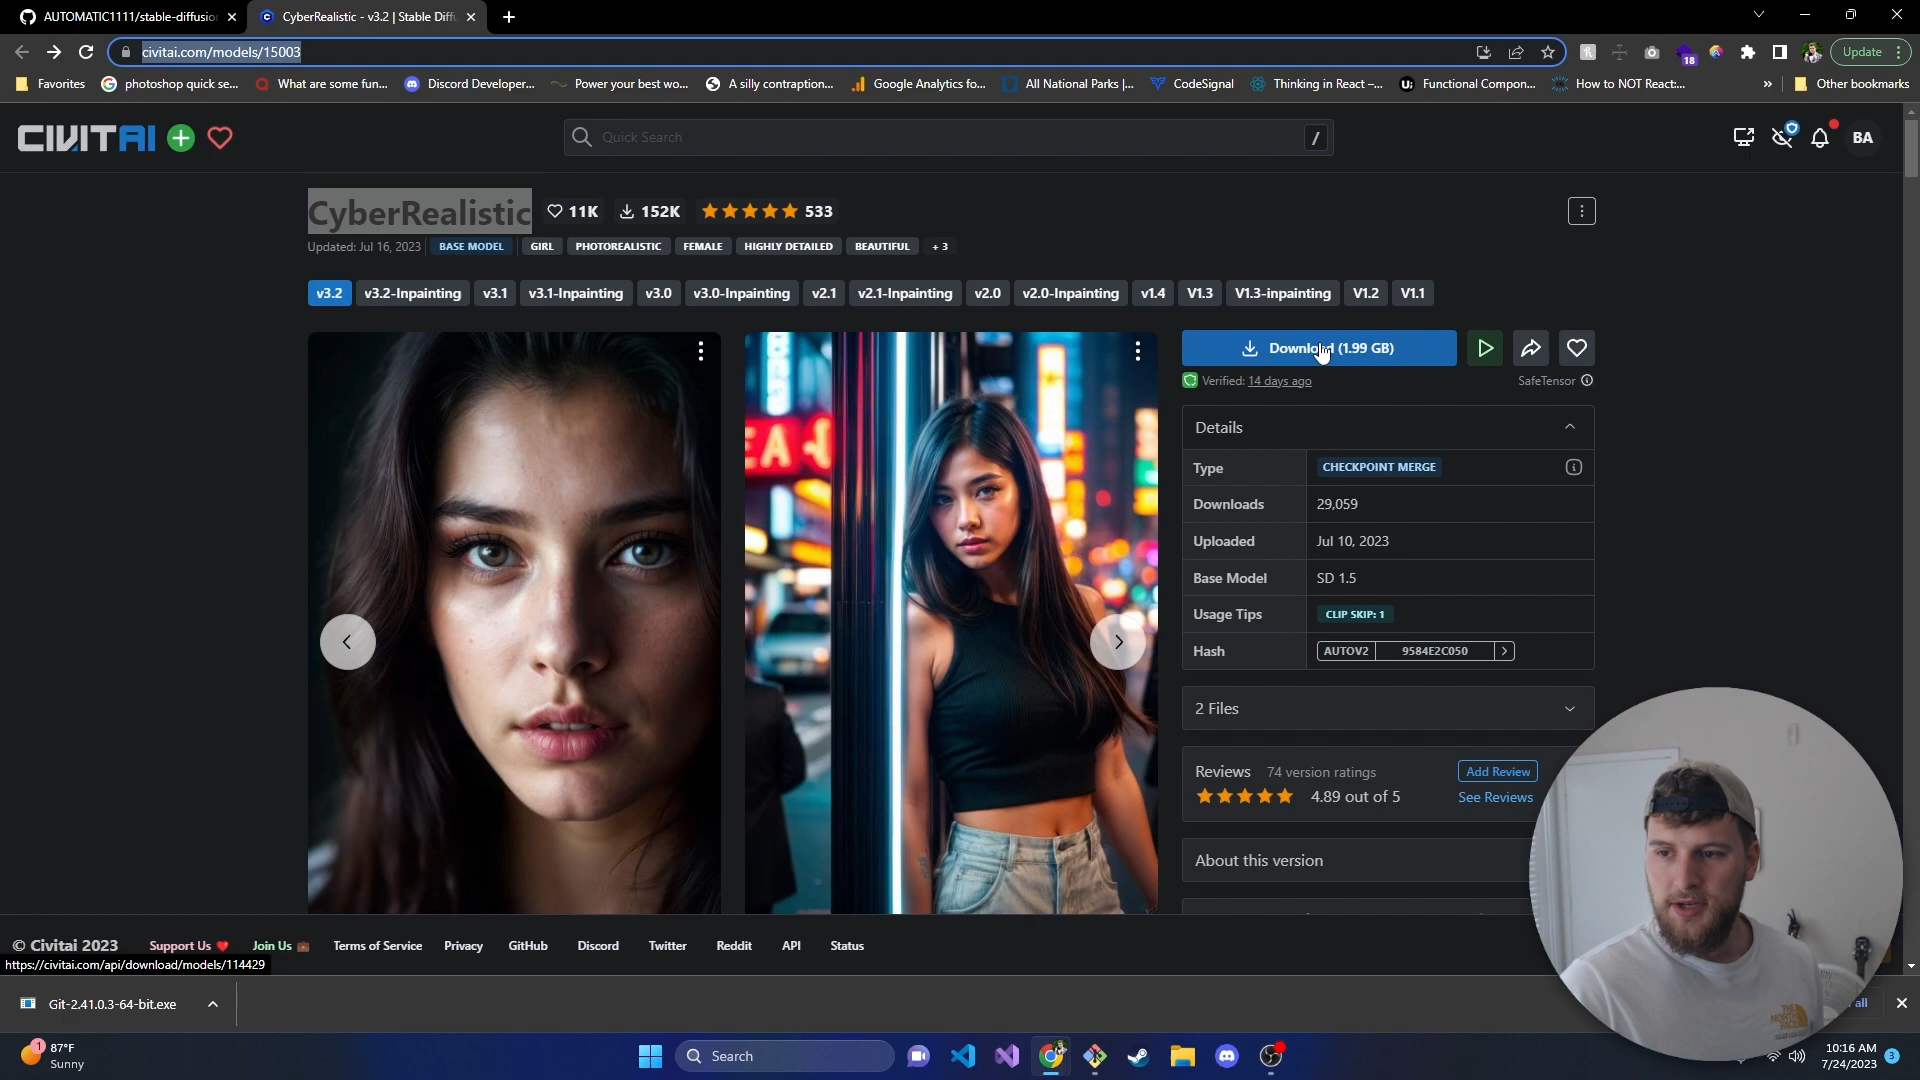 AUTOMATIC1111/stable-diffusion
CyberRealistic - v3.2 | Stable Diff
civitai.com/models/15003
18
Update
Favorites
photoshop quick se...
What are some fun...
Discord Developer...
Power your best wo...
A silly contraption...
Google Analytics fo...
All National Parks |...
CodeSignal
Thinking in React –...
Functional Compon...
How to NOT React:...
»
Other bookmarks
CIVITAI
Quick Search
/
BA
CyberRealistic
11K
152K
533
Updated: Jul 16, 2023
BASE MODEL
GIRL
PHOTOREALISTIC
FEMALE
HIGHLY DETAILED
BEAUTIFUL
+ 3
v3.2
v3.2-Inpainting
v3.1
v3.1-Inpainting
v3.0
v3.0-Inpainting
v2.1
v2.1-Inpainting
v2.0
v2.0-Inpainting
v1.4
V1.3
V1.3-inpainting
V1.2
V1.1
Download (1.99 GB)
Verified: 14 days ago
SafeTensor
Details
Type
CHECKPOINT MERGE
Downloads
29,059
Uploaded
Jul 10, 2023
Base Model
SD 1.5
Usage Tips
CLIP SKIP: 1
Hash
AUTOV2
9584E2C050
2 Files
Reviews
74 version ratings
Add Review
4.89 out of 5
See Reviews
About this version
© Civitai 2023
Support Us
Join Us
Terms of Service
Privacy
GitHub
Discord
Twitter
Reddit
API
Status
https://civitai.com/api/download/models/114429
Git-2.41.0.3-64-bit.exe
all
1
87°F
Sunny
Search
10:16 AM
7/24/2023
3